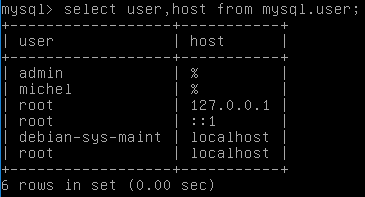 mysql> select user,host from mysql.user;
+------------------+-----------+
| user             | host      |
+------------------+-----------+
| admin            | %         |
| michel           | %         |
| root             | 127.0.0.1 |
| root             | ::1       |
| debian-sys-maint | localhost |
| root             | localhost |
+------------------+-----------+
6 rows in set (0.00 sec)